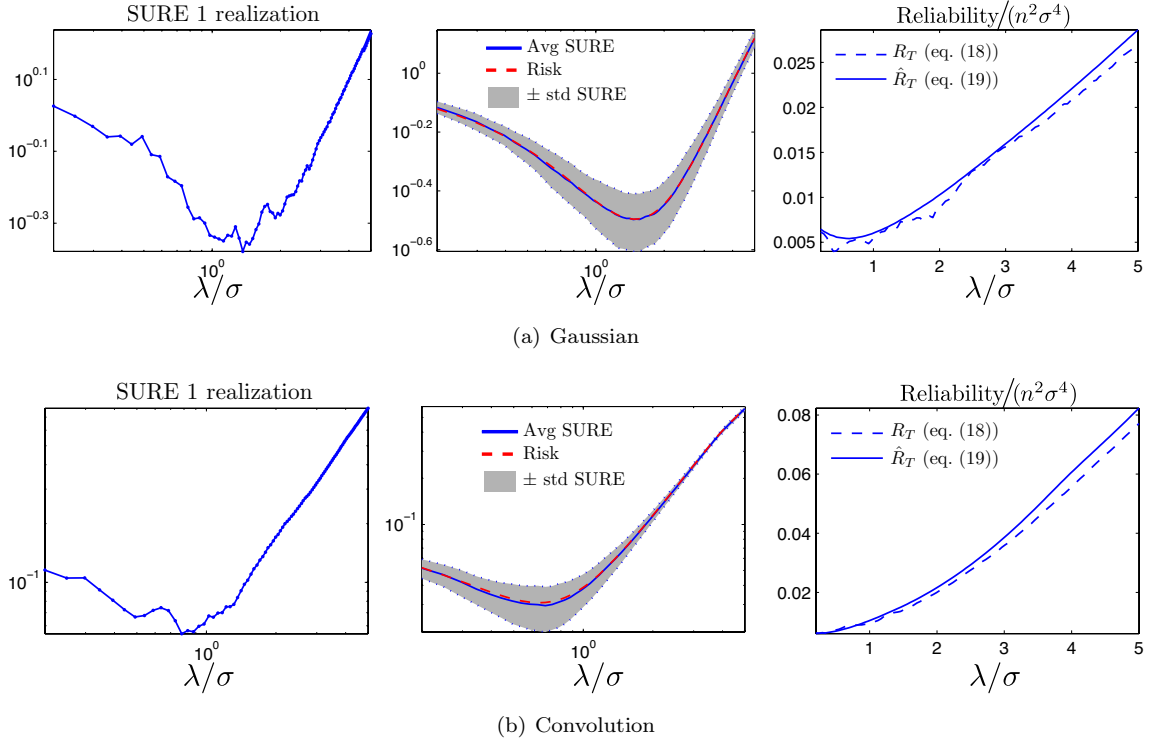 SURE 1 realization
10^0.1
10^−0.1
10^−0.3
10^0
λ/σ
Avg SURE
Risk
± std SURE
10^0
10^−0.2
10^−0.4
10^−0.6
10^0
λ/σ
Reliability/(n²σ⁴)
R_T (eq. (18))
R̂_T (eq. (19))
0.025
0.02
0.015
0.01
0.005
1 2 3 4 5
λ/σ
(a) Gaussian
SURE 1 realization
10^−1
10^0
λ/σ
Avg SURE
Risk
± std SURE
10^−1
10^0
λ/σ
Reliability/(n²σ⁴)
R_T (eq. (18))
R̂_T (eq. (19))
0.08
0.06
0.04
0.02
1 2 3 4 5
λ/σ
(b) Convolution